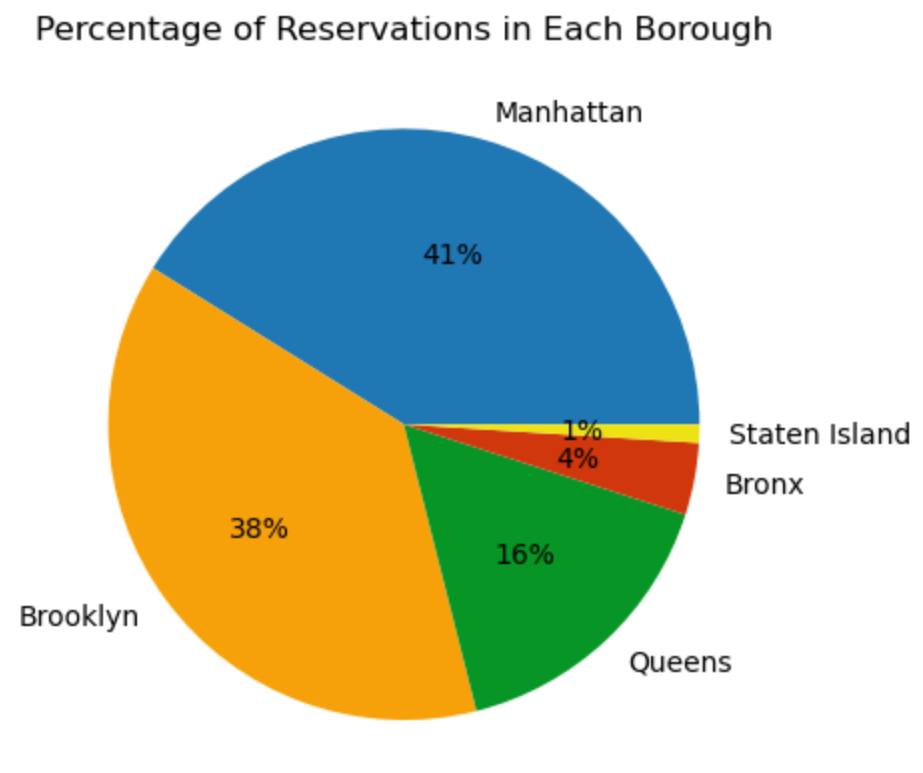 Percentage of Reservations in Each Borough
Manhattan
41%
1%
Staten Island
4%
Bronx
38%
16%
Brooklyn
Queens